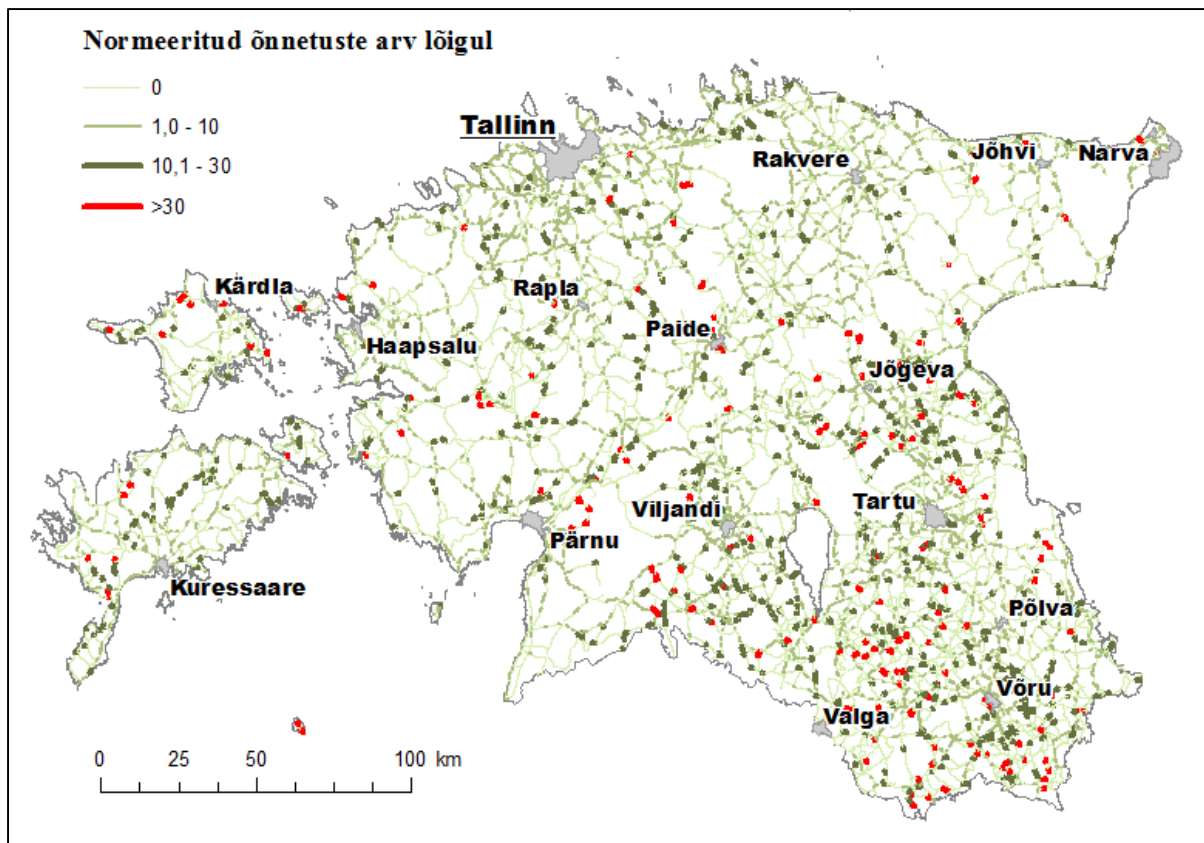 Normeeritud õnnetuste arv lõigul
0
1,0 - 10
10,1 - 30
>30
Tallinn
Rakvere
Jõhvi
Narva
Kärdla
Rapla
Paide
Haapsalu
Jõgeva
Viljandi
Tartu
Pärnu
Kuressaare
Põlva
Võru
Valga
0 25 50 100 km